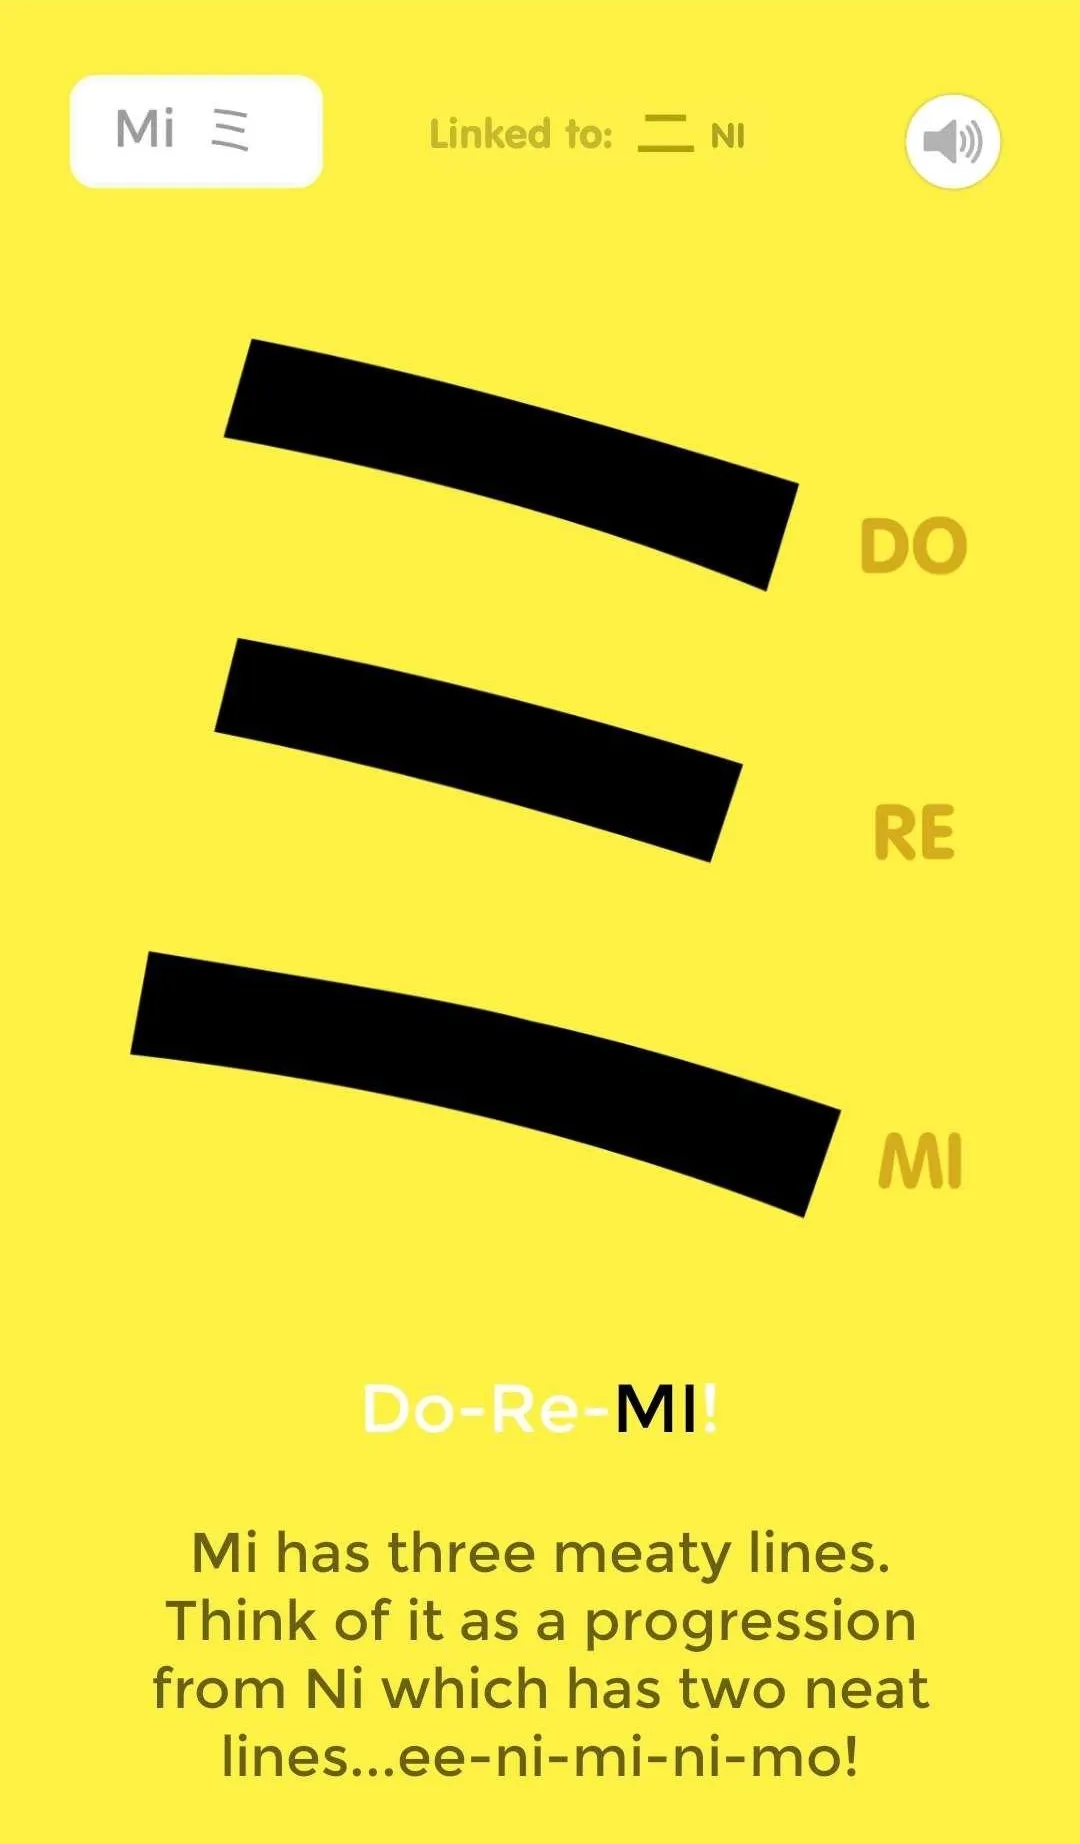 Mi ミ
Linked to: ニ NI
DO
RE
MI
Do-Re-MI!
Mi has three meaty lines.
Think of it as a progression
from Ni which has two neat
lines...ee-ni-mi-ni-mo!